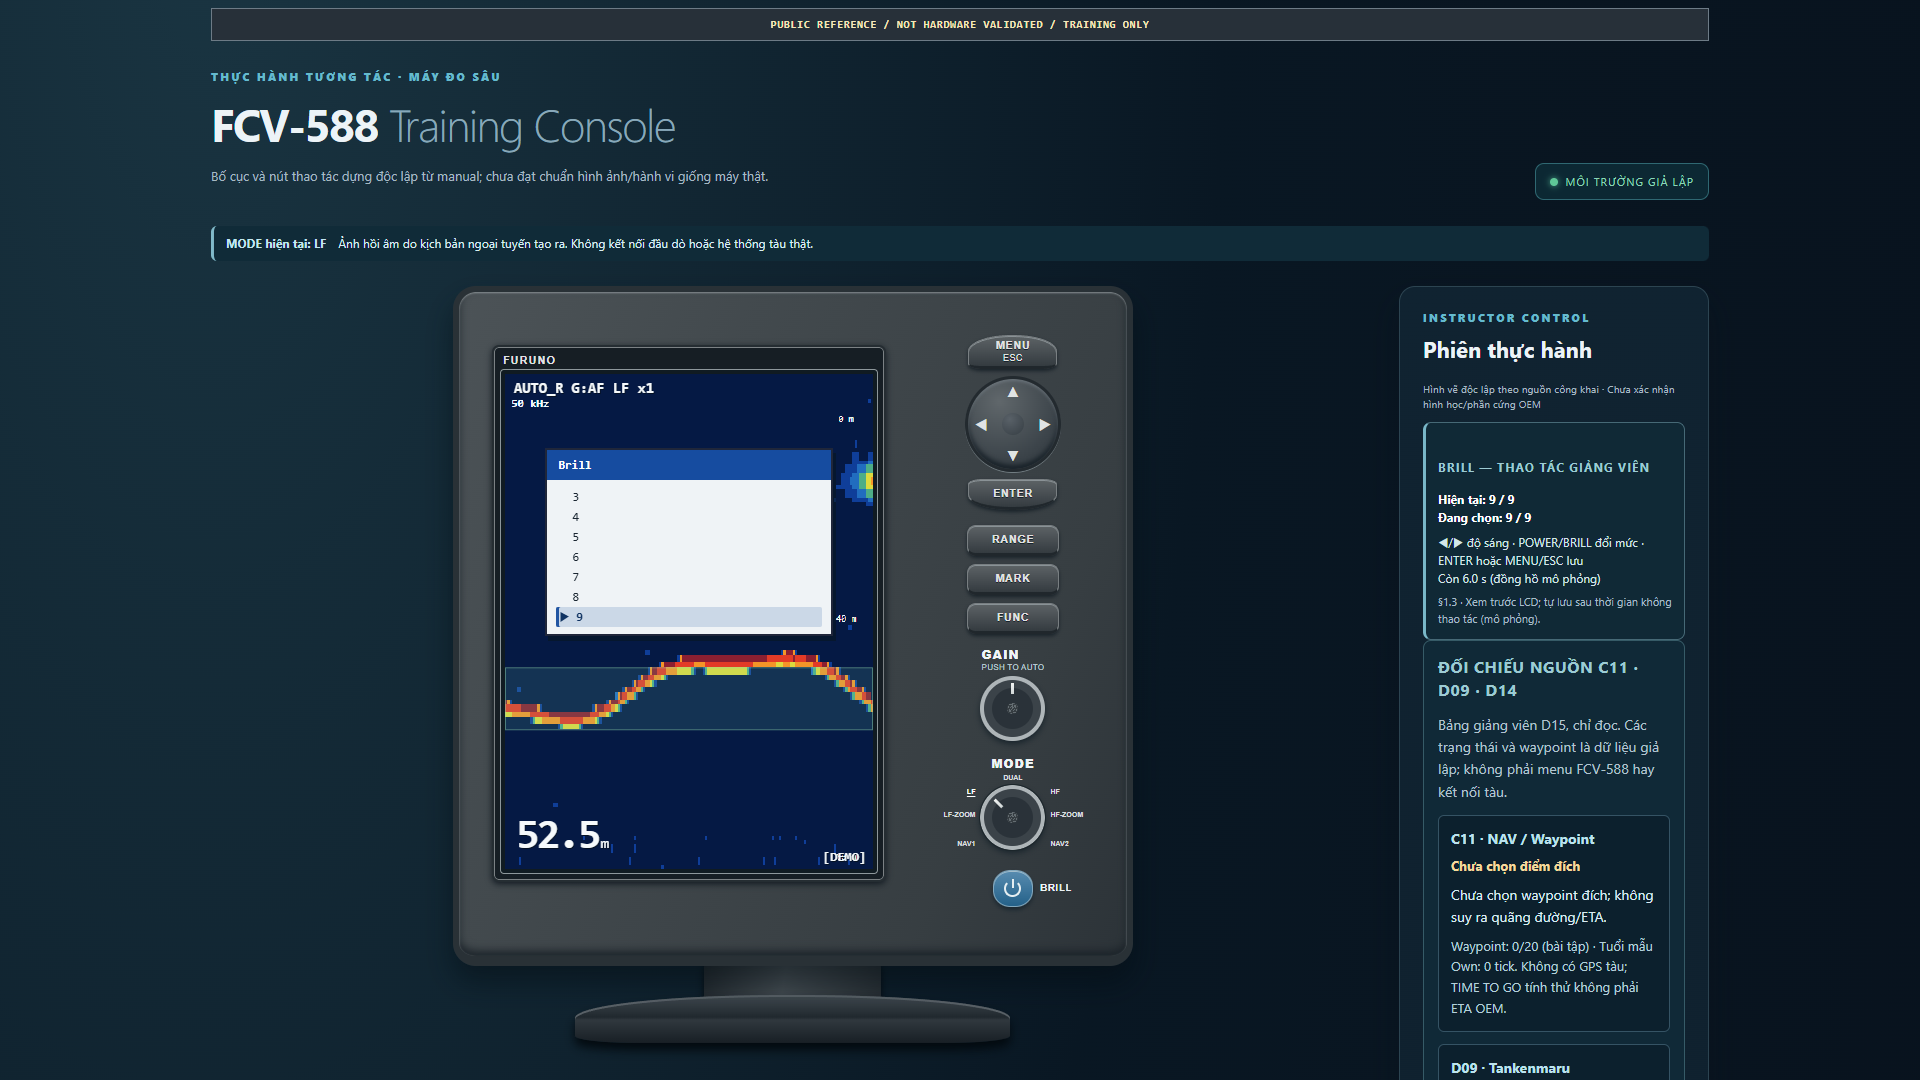 PUBLIC REFERENCE / NOT HARDWARE VALIDATED / TRAINING ONLY
THỰC HÀNH TƯƠNG TÁC · MÁY ĐO SÂU
FCV-588 Training Console
Bố cục và nút thao tác dựng độc lập từ manual; chưa đạt chuẩn hình ảnh/hành vi giống máy thật.
MÔI TRƯỜNG GIẢ LẬP
MODE hiện tại: LF Ảnh hồi âm do kịch bản ngoại tuyến tạo ra. Không kết nối đầu dò hoặc hệ thống tàu thật.
FURUNO
AUTO_R G:AF LF x1
50 kHz
0 m
Brill
3
4
5
6
7
8
▶ 9
40 m
52.5m
[DEMO]
MENU
ESC
▲
◀ ▶
▼
ENTER
RANGE
MARK
FUNC
GAIN
PUSH TO AUTO
MODE
DUAL
LF HF
LF-ZOOM HF-ZOOM
NAV1 NAV2
BRILL
INSTRUCTOR CONTROL
Phiên thực hành
Hình vẽ độc lập theo nguồn công khai · Chưa xác nhận
hình học/phần cứng OEM
BRILL — THAO TÁC GIẢNG VIÊN
Hiện tại: 9 / 9
Đang chọn: 9 / 9
◀/▶ độ sáng · POWER/BRILL đổi mức ·
ENTER hoặc MENU/ESC lưu
Còn 6.0 s (đồng hồ mô phỏng)
§1.3 · Xem trước LCD; tự lưu sau thời gian không
thao tác (mô phỏng).
ĐỐI CHIẾU NGUỒN C11 ·
D09 · D14
Bảng giảng viên D15, chỉ đọc. Các
trạng thái và waypoint là dữ liệu giả
lập; không phải menu FCV-588 hay
kết nối tàu.
C11 · NAV / Waypoint
Chưa chọn điểm đích
Chưa chọn waypoint đích; không
suy ra quãng đường/ETA.
Waypoint: 0/20 (bài tập) · Tuổi mẫu
Own: 0 tick. Không có GPS tàu;
TIME TO GO tính thử không phải
ETA OEM.
D09 · Tankenmaru